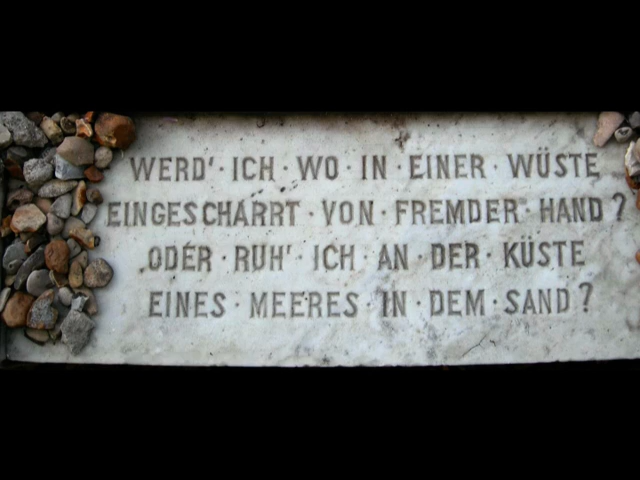 WERD'·ICH·WO·IN·EINER·WÜSTE
EINGESCHARRT·VON·FREMDER·HAND?
ODER·RUH'·ICH·AN·DER·KÜSTE
EINES·MEERES·IN·DEM·SAND?